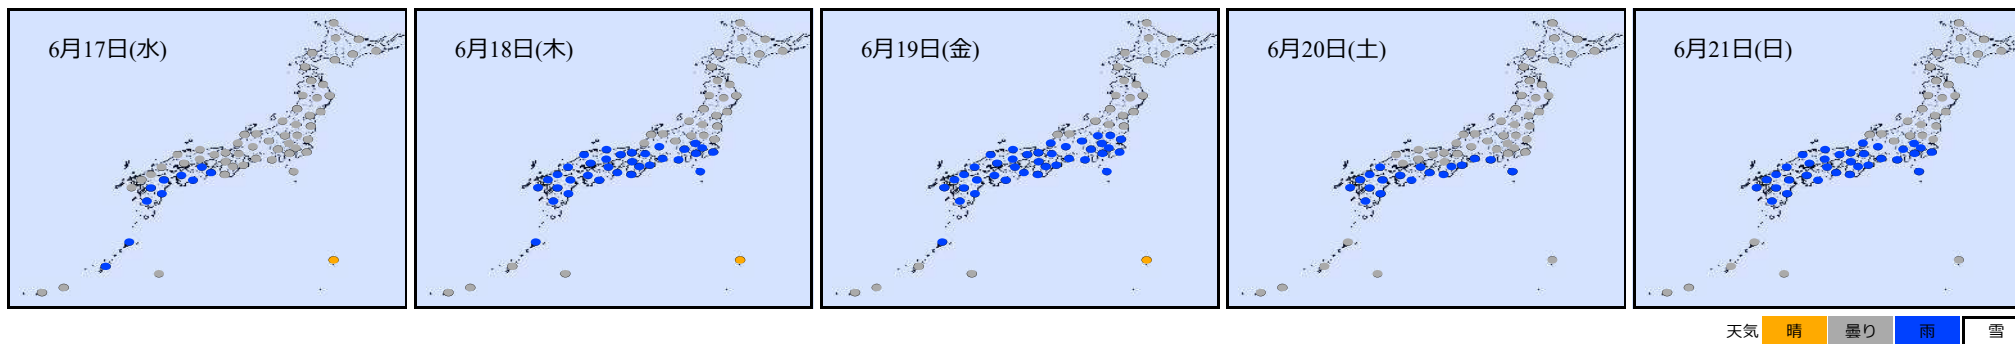 6月17日(水)
6月18日(木)
6月19日(金)
6月20日(土)
6月21日(日)
天気 晴 曇り 雨 雪